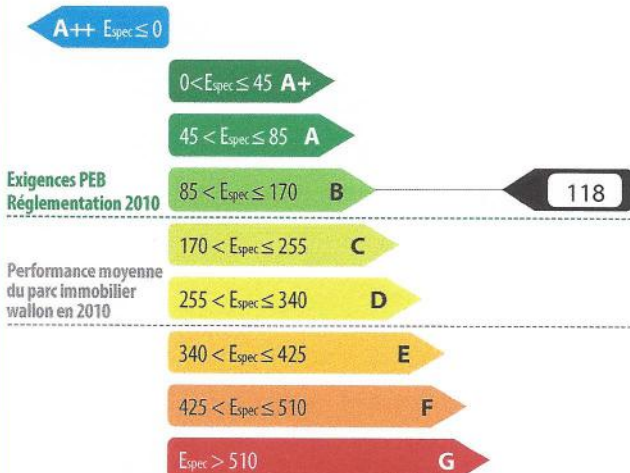 A++ Espec ≤ 0
0 < Espec ≤ 45 A+
45 < Espec ≤ 85 A
Exigences PEB
Réglementation 2010
85 < Espec ≤ 170 B
118
170 < Espec ≤ 255 C
Performance moyenne
du parc immobilier
wallon en 2010
255 < Espec ≤ 340 D
340 < Espec ≤ 425 E
425 < Espec ≤ 510 F
Espec > 510 G